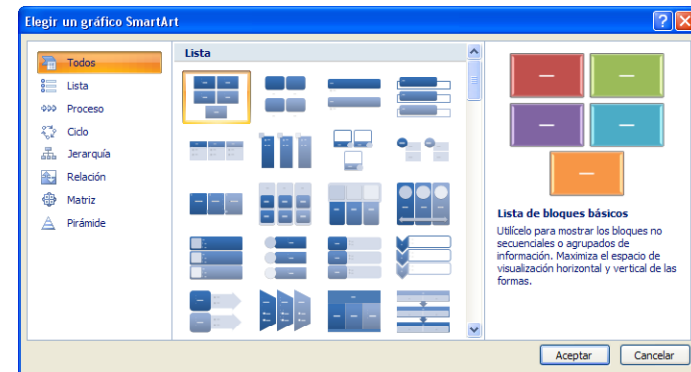 Elegir un gráfico SmartArt
Todos
Lista
Proceso
Ciclo
Jerarquía
Relación
Matriz
Pirámide
Lista
Lista de bloques básicos
Utilícelo para mostrar los bloques no
secuenciales o agrupados de
información. Maximiza el espacio de
visualización horizontal y vertical de las
formas.
Aceptar
Cancelar